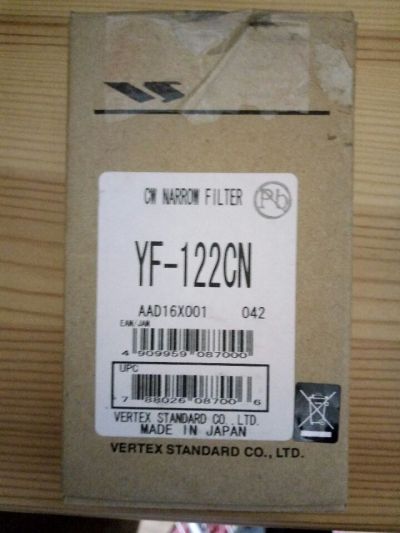 CW NARROW FILTER
Pb
YF-122CN
AAD16X001 042
EAN/JAN
4 909959 087000
UPC
7 88026 08700 6
VERTEX STANDARD CO., LTD.
MADE IN JAPAN
VERTEX STANDARD CO., LTD.